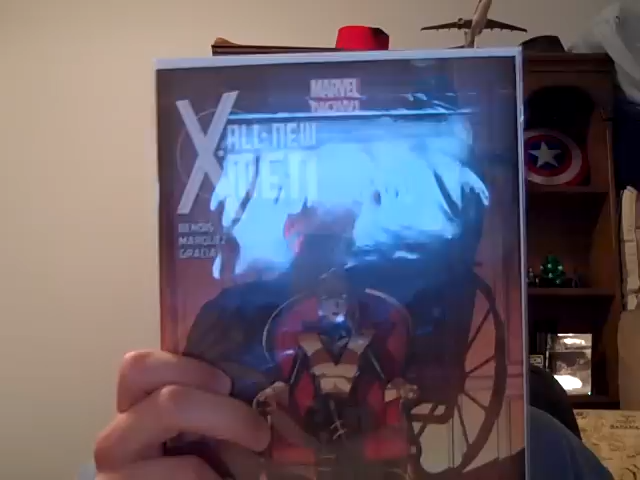 MARVEL
NOW!
X
ALL-NEW
MEN
BENDIS
MARQUEZ
GRACIA